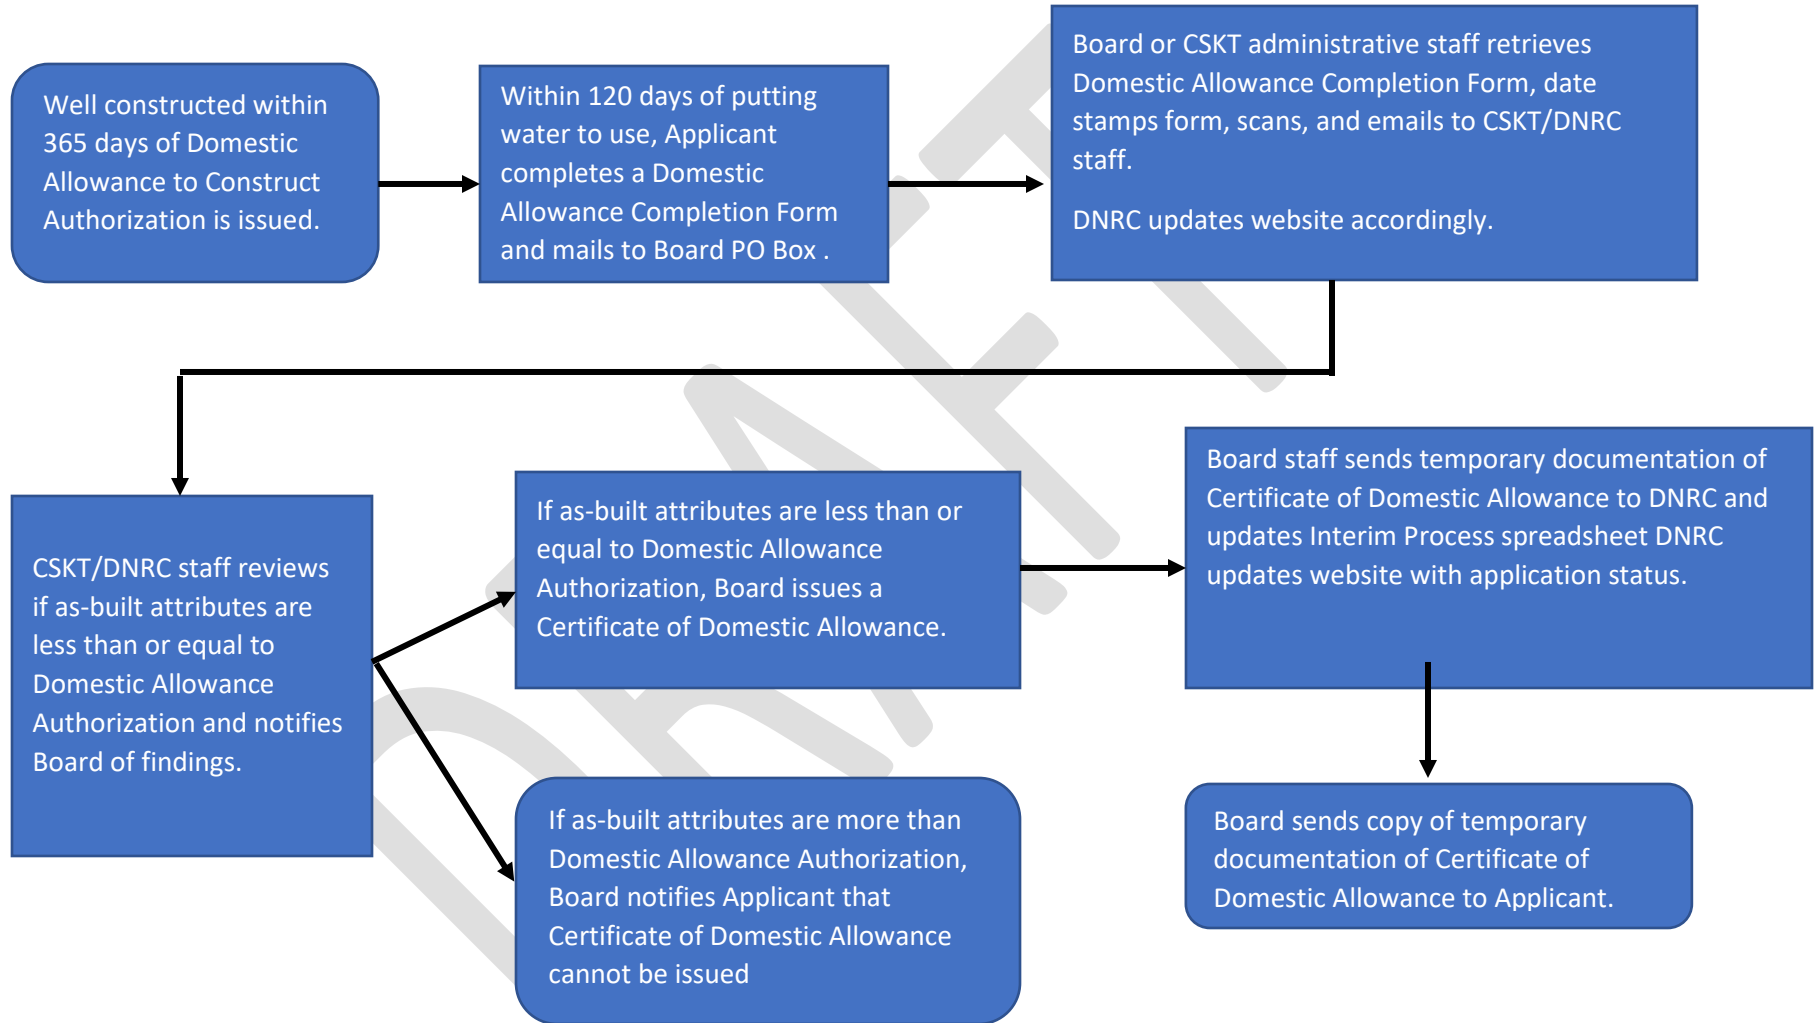 Well constructed within
365 days of Domestic
Allowance to Construct
Authorization is issued.
Within 120 days of putting
water to use, Applicant
completes a Domestic
Allowance Completion Form
and mails to Board PO Box .
Board or CSKT administrative staff retrieves
Domestic Allowance Completion Form, date
stamps form, scans, and emails to CSKT/DNRC
staff.
DNRC updates website accordingly.
CSKT/DNRC staff reviews
if as-built attributes are
less than or equal to
Domestic Allowance
Authorization and notifies
Board of findings.
If as-built attributes are less than or
equal to Domestic Allowance
Authorization, Board issues a
Certificate of Domestic Allowance.
If as-built attributes are more than
Domestic Allowance Authorization,
Board notifies Applicant that
Certificate of Domestic Allowance
cannot be issued
Board staff sends temporary documentation of
Certificate of Domestic Allowance to DNRC and
updates Interim Process spreadsheet DNRC
updates website with application status.
Board sends copy of temporary
documentation of Certificate of
Domestic Allowance to Applicant.
DRAFT